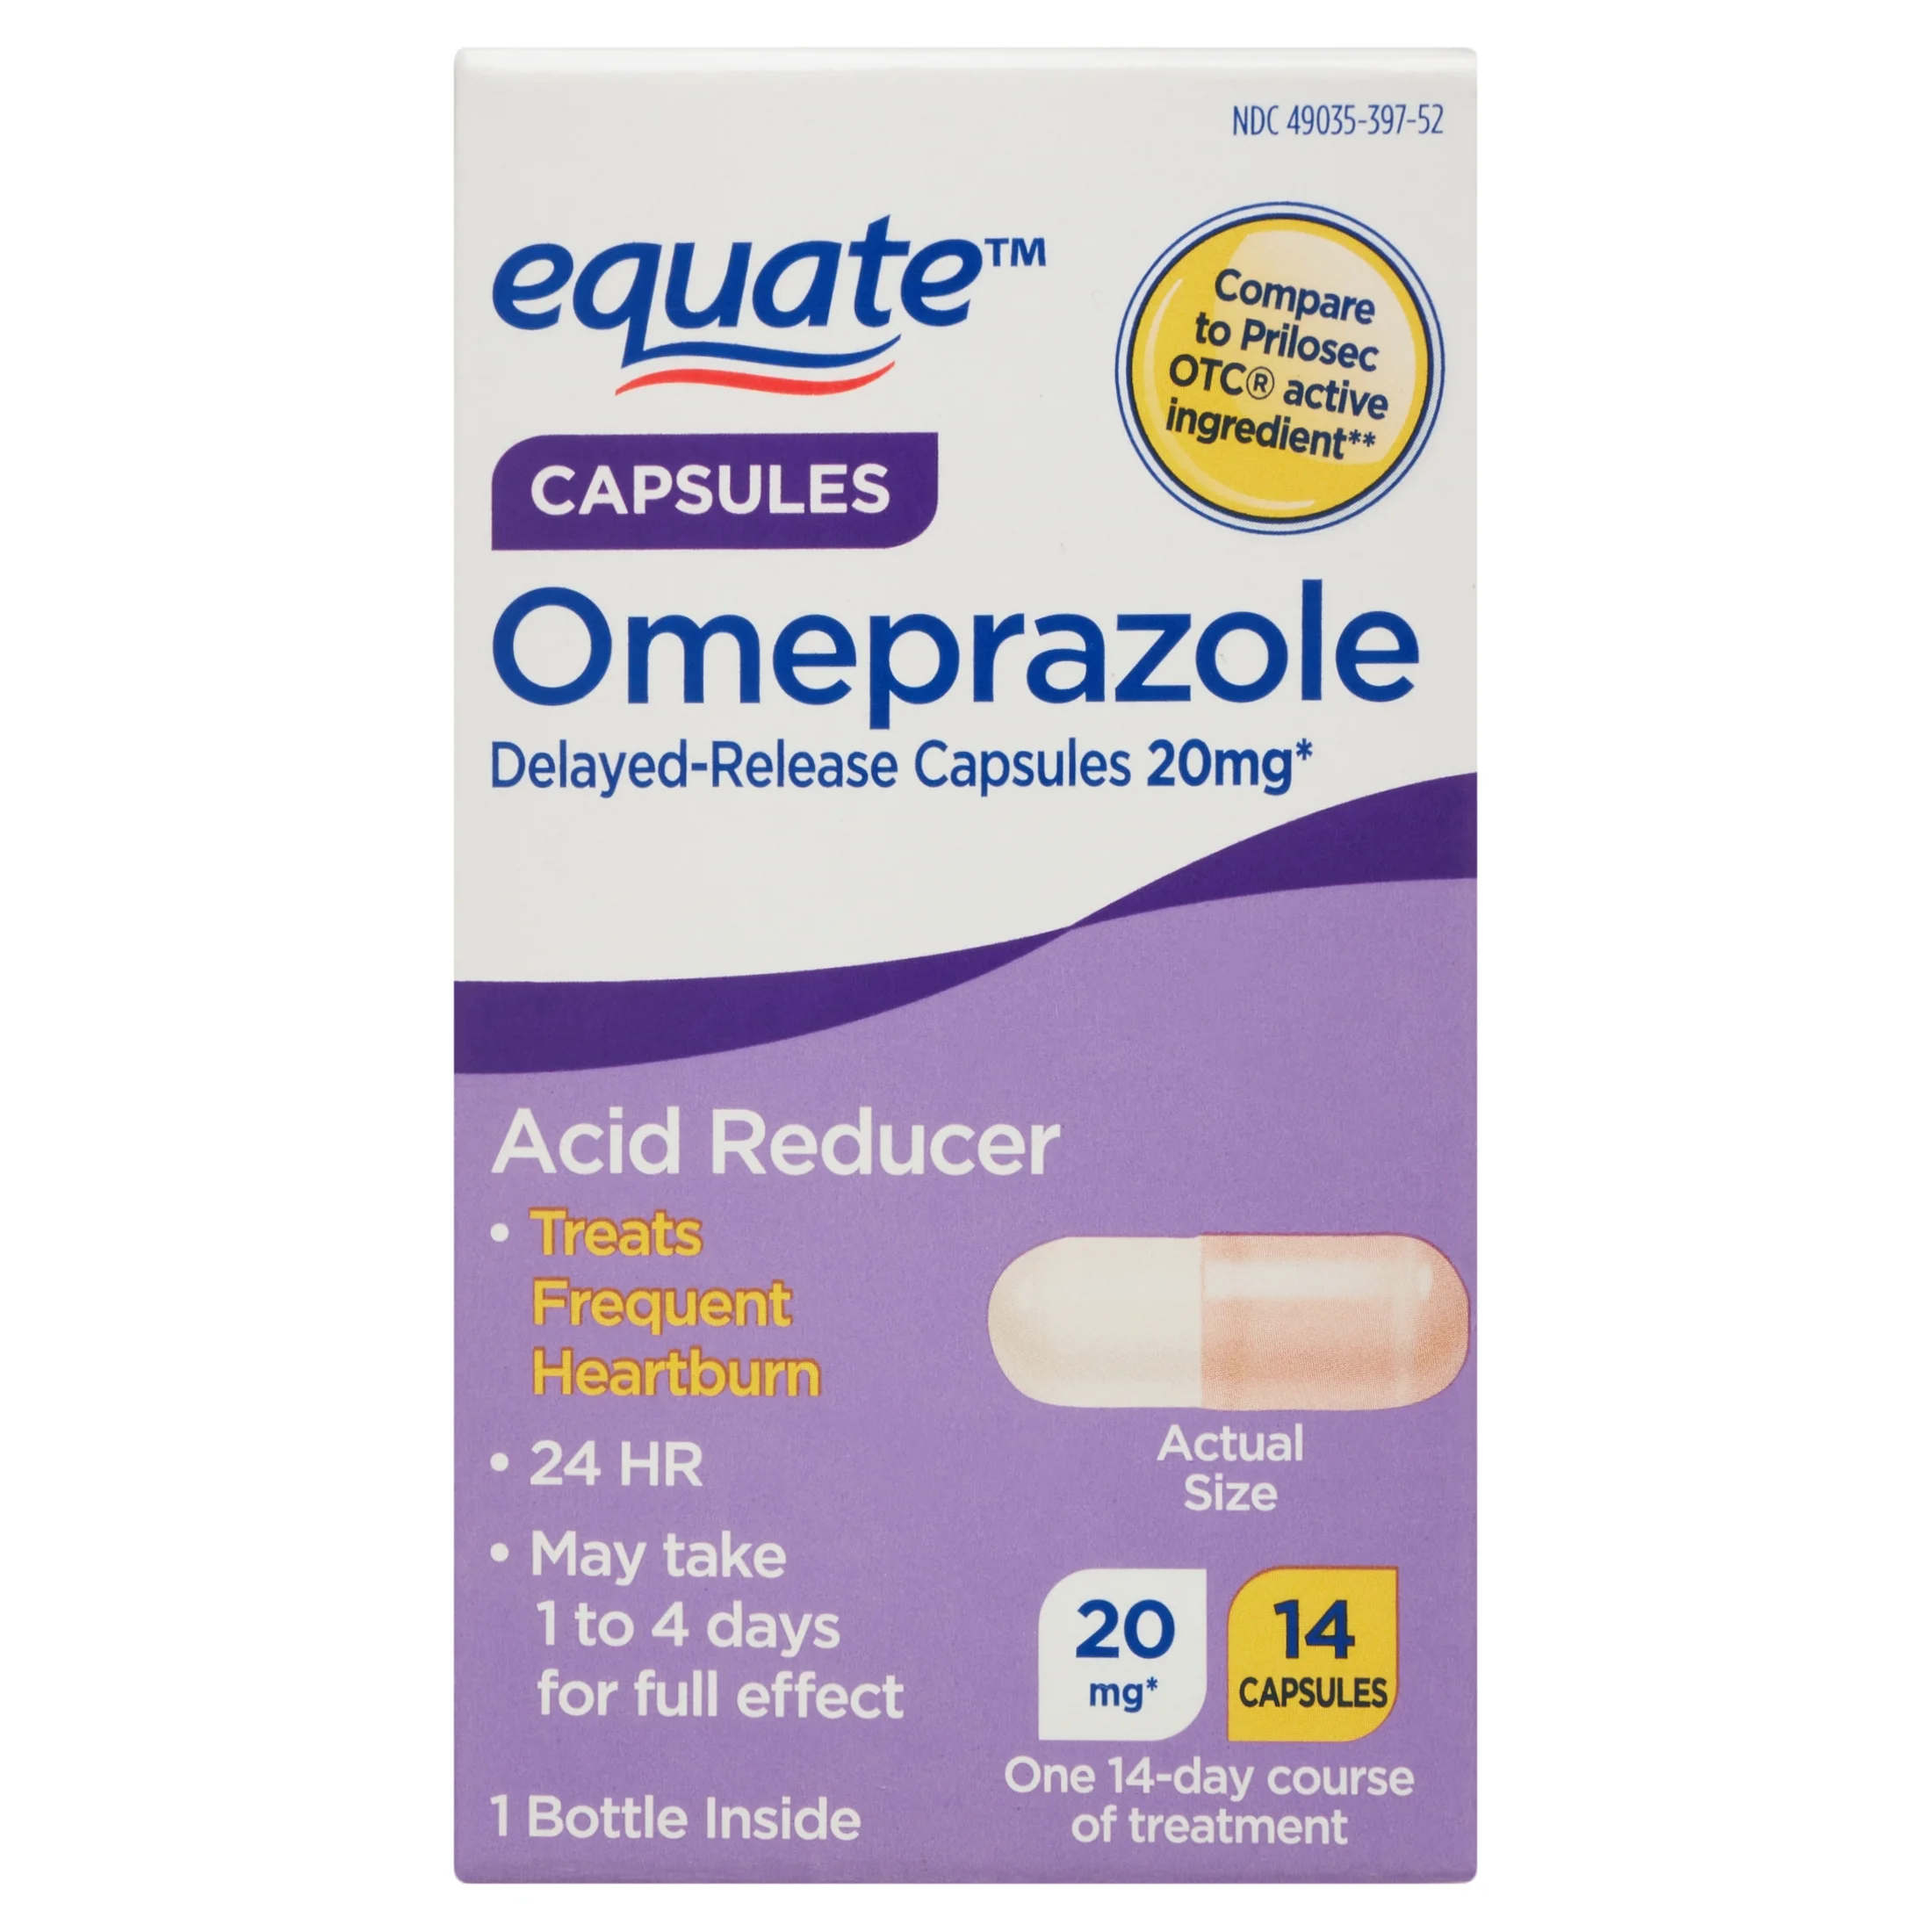 NDC 49035-397-52
equate™
Compare
to Prilosec
OTC® active
ingredient**
CAPSULES
Omeprazole
Delayed-Release Capsules 20mg*
Acid Reducer
• Treats
Frequent
Heartburn
• 24 HR
• May take
1 to 4 days
for full effect
1 Bottle Inside
Actual
Size
20
mg*
14
CAPSULES
One 14-day course
of treatment